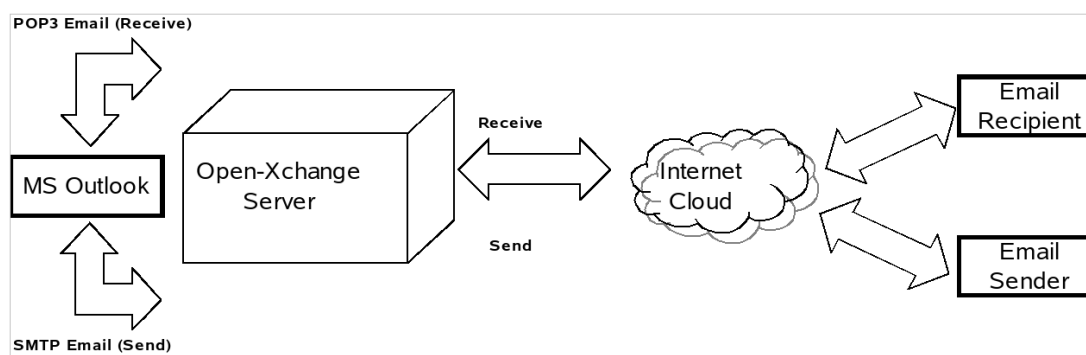 POP3 Email (Receive)
MS Outlook
SMTP Email (Send)
Open-Xchange
Server
Receive
Send
Internet
Cloud
Email
Recipient
Email
Sender